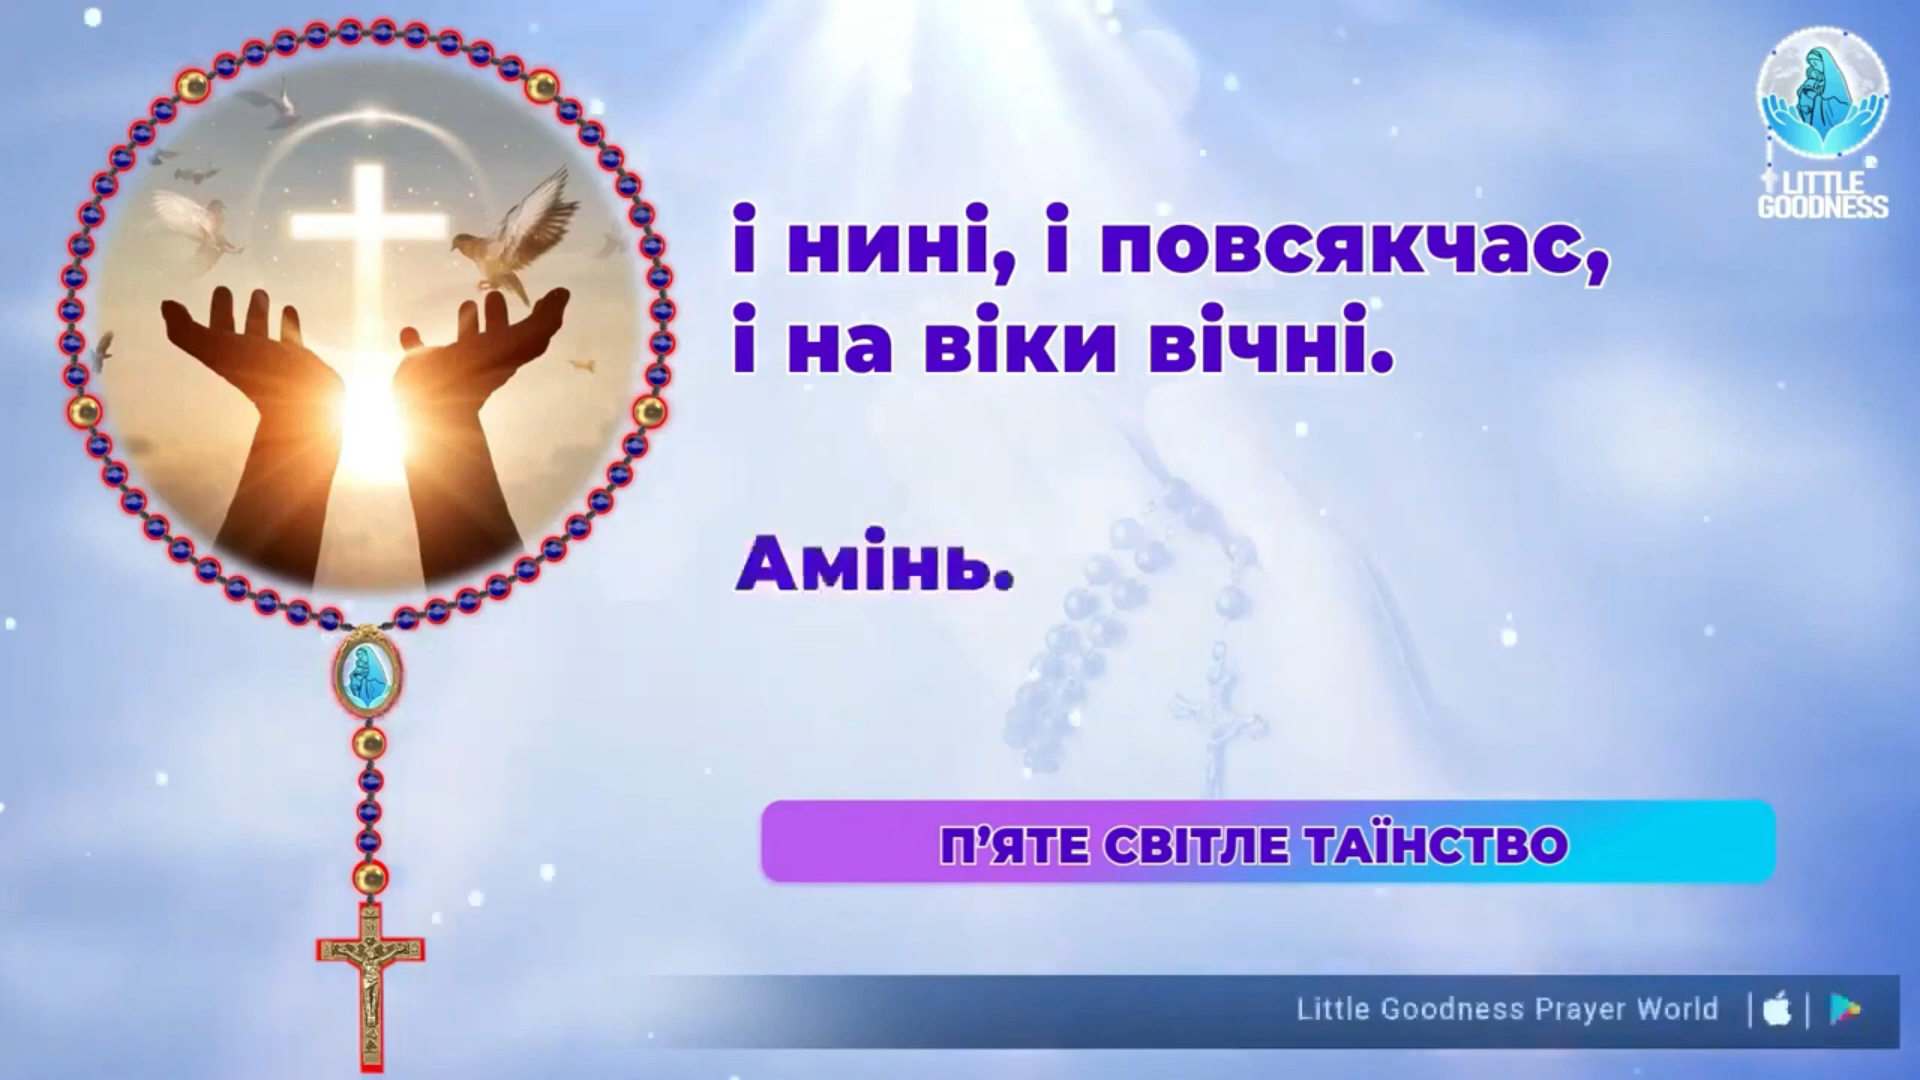 і нині, і повсякчас,
і на віки вічні.
Амінь.
П’ЯТЕ СВІТЛЕ ТАЇНСТВО
LITTLE
GOODNESS
Little Goodness Prayer World